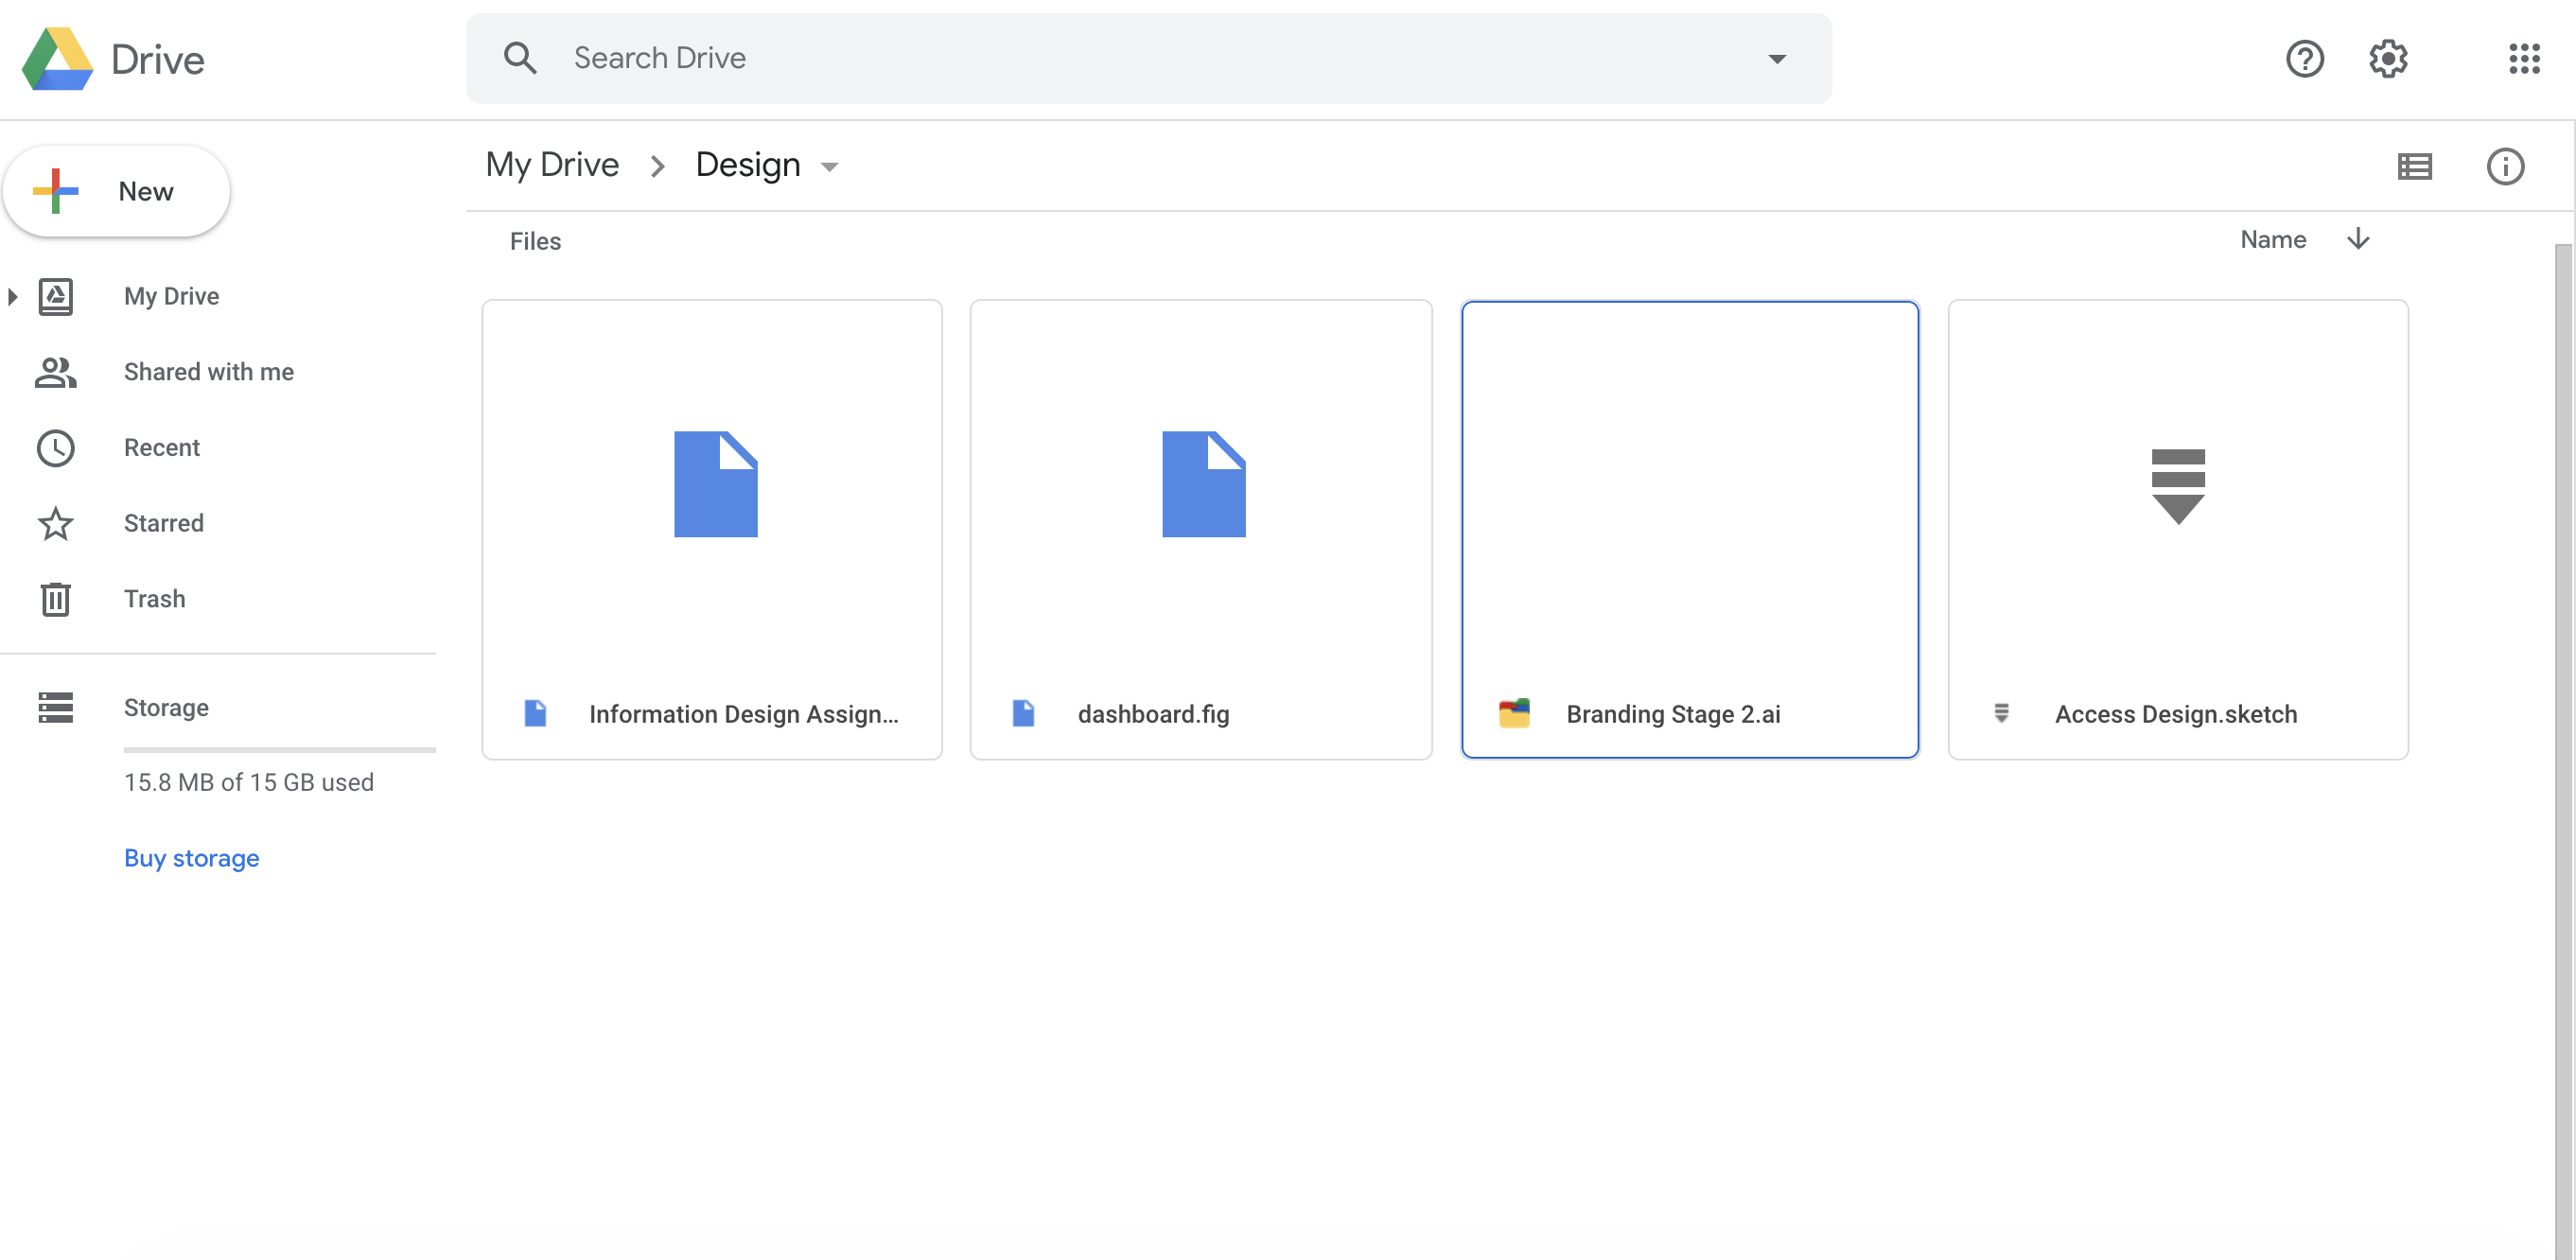 Drive
Search Drive
New
My Drive
Shared with me
Recent
Starred
Trash
Storage
15.8 MB of 15 GB used
Buy storage
My Drive > Design
Files
Name
Information Design Assign...
dashboard.fig
Branding Stage 2.ai
Access Design.sketch